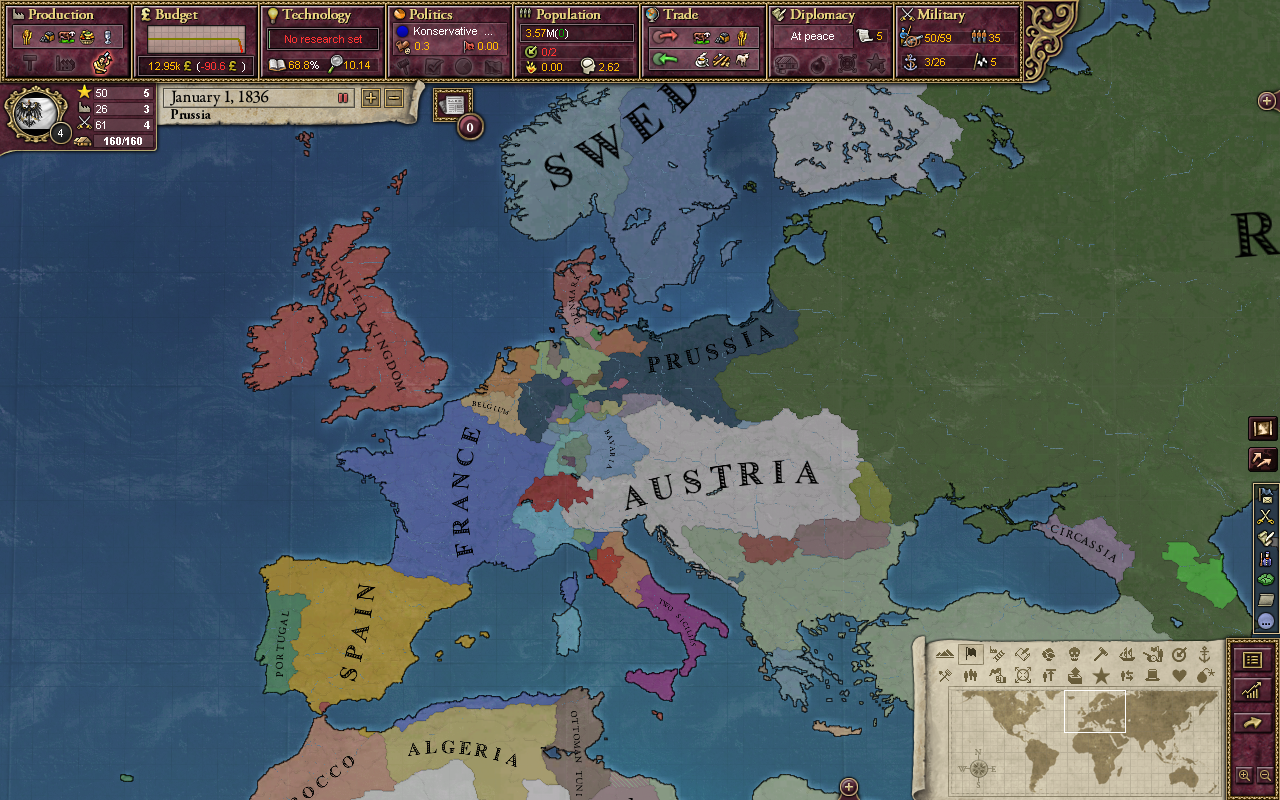 Production
Budget
Technology
Politics
Population
Trade
Diplomacy
Military
12.95k £ (-90.6 £ )
No research set
68.8% 10.14
Konservative ...
0.3 0.00
3.57M(0)
0/2
0.00 2.62
At peace 5
50/59 35
3/26 5
50 5
26 3
61 4
160/160
4
January 1, 1836
Prussia
0
SWED
R
UNITED KINGDOM
DENMARK
PRUSSIA
BELGIUM
BAVARIA
FRANCE
AUSTRIA
CIRCASSIA
PORTUGAL
SPAIN
TWO SICILI
ALGERIA
OTTOMAN TUNI
ROCCO
N
W E
S